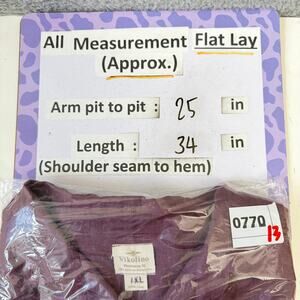 All Measurement Flat Lay
(Approx.)
Arm pit to pit : 25 in
Length : 34 in
(Shoulder seam to hem)
0770
13
Vikolino
1XL